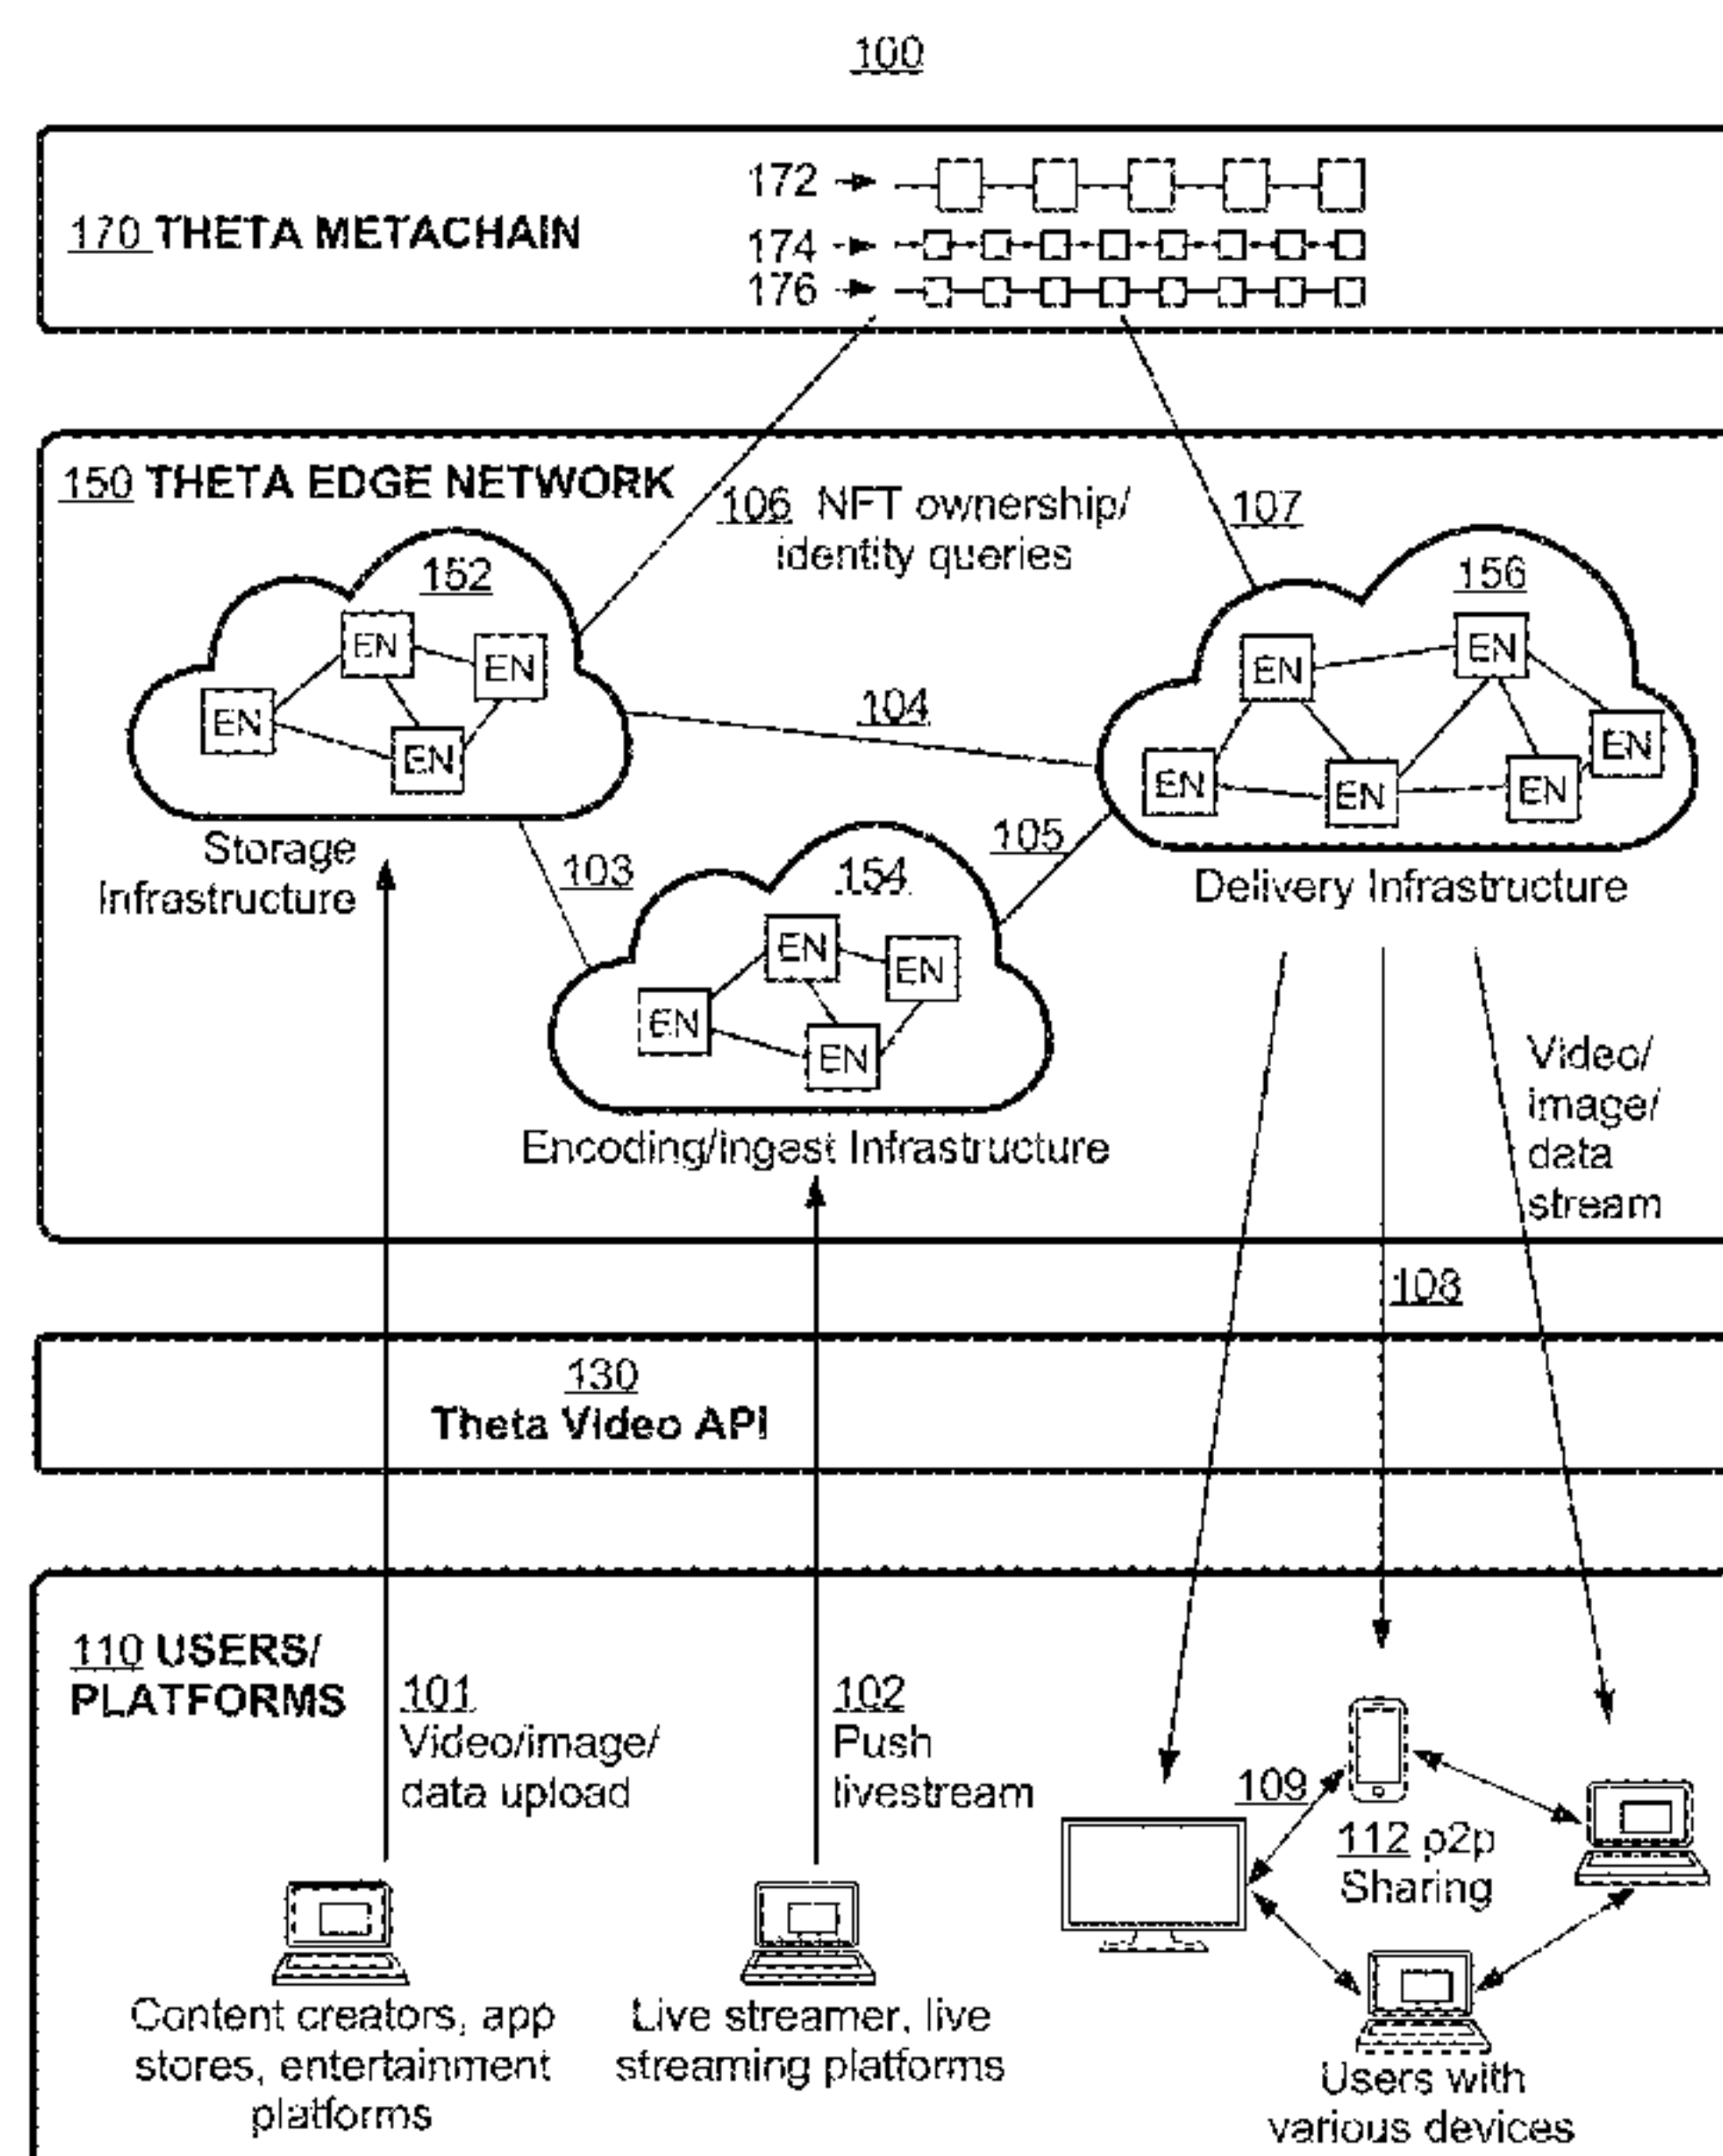 100
172
170 THETA METACHAIN
174
176
150 THETA EDGE NETWORK
106 NFT ownership/
identity queries
107
152
EN
EN
EN
EN
Storage
Infrastructure
104
156
EN
EN
EN
EN
EN
EN
Delivery Infrastructure
103
105
154
EN
EN
EN
EN
Encoding/Ingest Infrastructure
Video/
image/
data
stream
108
130
Theta Video API
110 USERS/
PLATFORMS
101
Video/image/
data upload
102
Push
livestream
109
112 p2p
Sharing
Content creators, app
stores, entertainment
platforms
Live streamer, live
streaming platforms
Users with
various devices